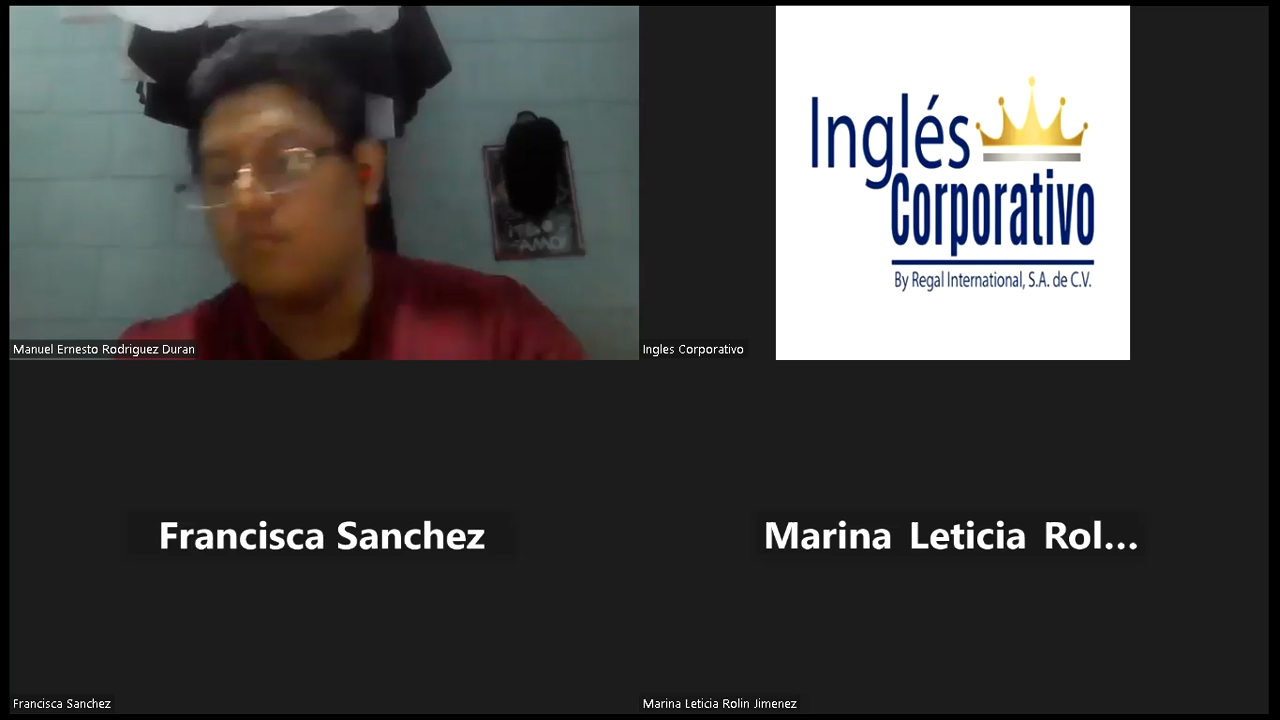 Inglés
Corporativo
By Regal International, S.A. de C.V.
Manuel Ernesto Rodriguez Duran
Ingles Corporativo
Francisca Sanchez
Marina Leticia Rol...
Francisca Sanchez
Marina Leticia Rolin Jimenez